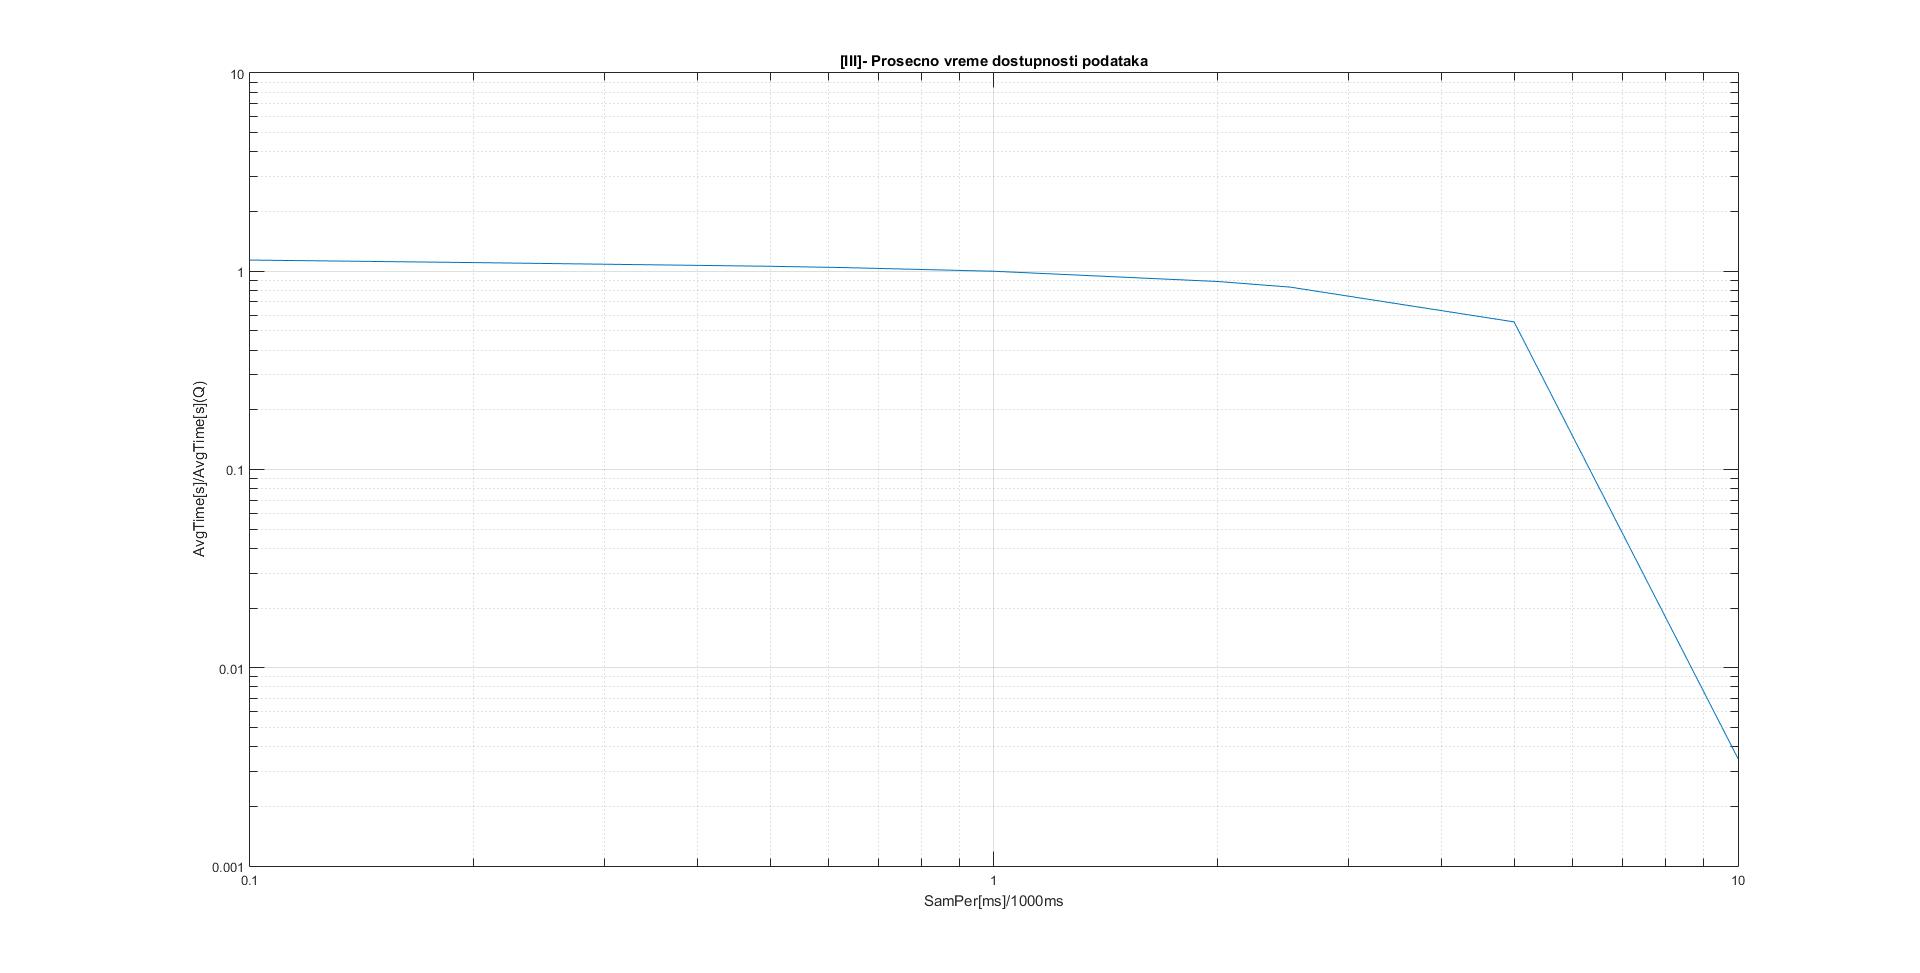 [III]- Prosecno vreme dostupnosti podataka
10
1
0.1
0.01
0.001
AvgTime[s]/AvgTime[s](Q)
0.1
1
10
SamPer[ms]/1000ms